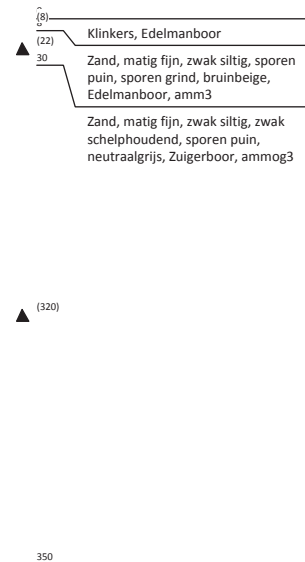 (8)
Klinkers, Edelmanboor
(22)
30
Zand, matig fijn, zwak siltig, sporen
puin, sporen grind, bruinbeige,
Edelmanboor, amm3
Zand, matig fijn, zwak siltig, zwak
schelphoudend, sporen puin,
neutraalgrijs, Zuigerboor, ammog3
(320)
350